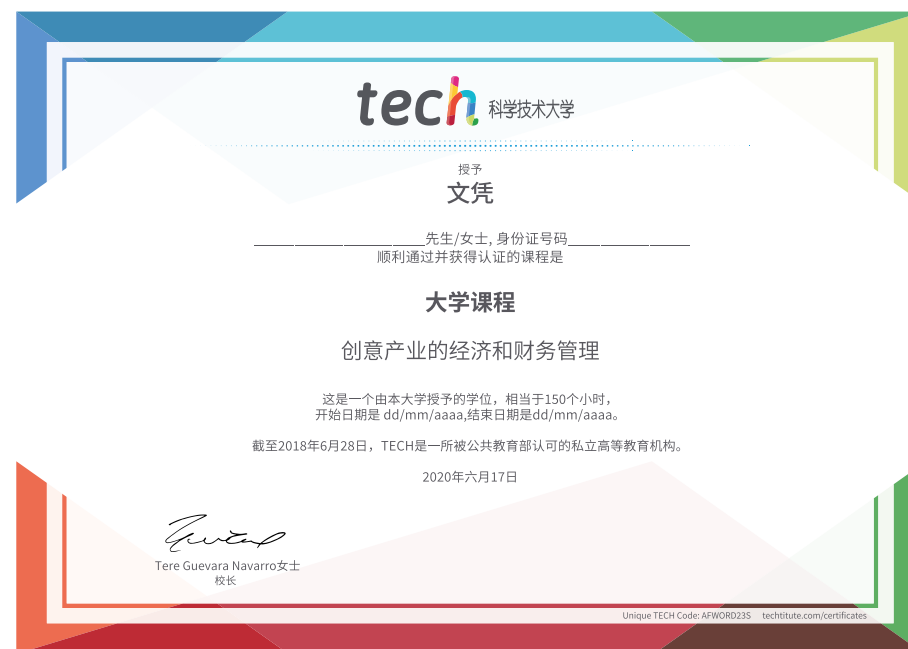 tech 科学技术大学
授予
文凭
先生/女士, 身份证号码
顺利通过并获得认证的课程是
大学课程
创意产业的经济和财务管理
这是一个由本大学授予的学位，相当于150个小时，
开始日期是 dd/mm/aaaa,结束日期是dd/mm/aaaa。
截至2018年6月28日，TECH是一所被公共教育部认可的私立高等教育机构。
2020年六月17日
Tere Guevara Navarro女士
校长
Unique TECH Code: AFWORD23S techtitute.com/certificates